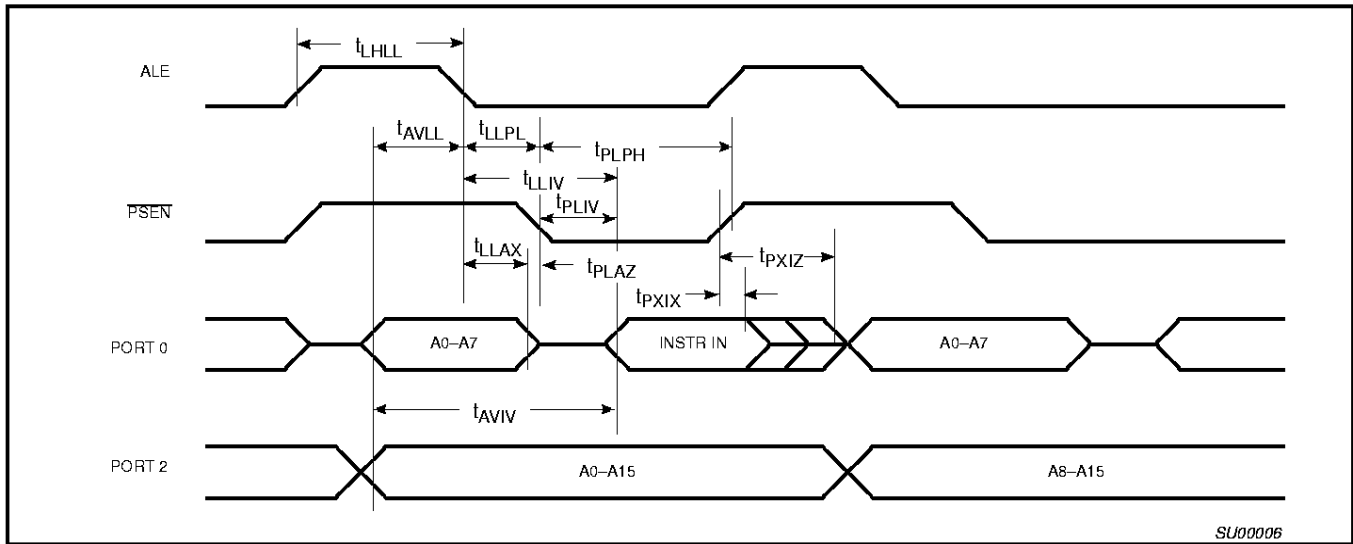 tLHLL
ALE
tAVLL
tLLPL
tPLPH
tLLIV
PSEN
tPLIV
tLLAX
tPLAZ
tPXIZ
tPXIX
PORT 0
A0–A7
INSTR IN
A0–A7
tAVIV
PORT 2
A0–A15
A8–A15
SU00006